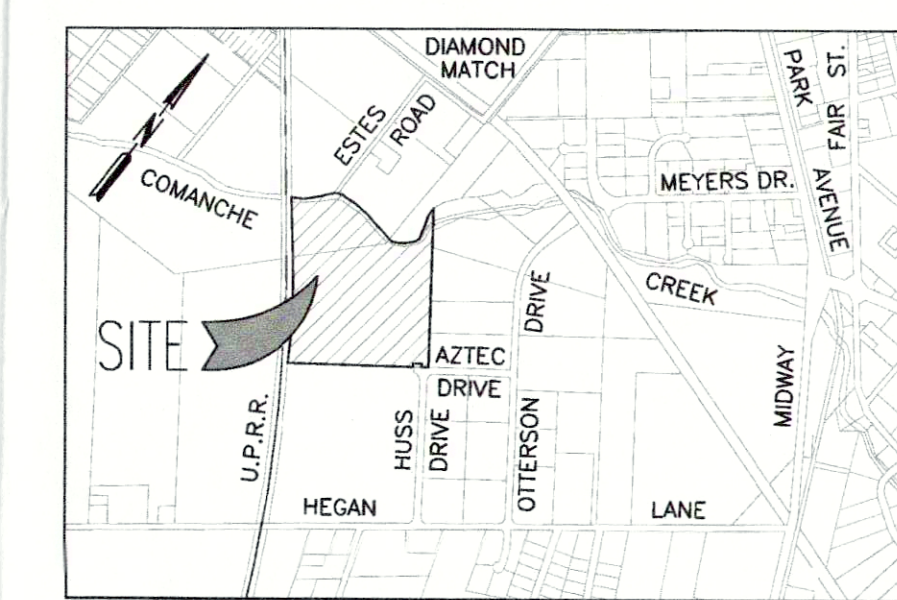 DIAMOND
MATCH
PARK
FAIR ST.
ESTES
ROAD
N
COMANCHE
MEYERS DR.
AVENUE
CREEK
DRIVE
SITE
AZTEC
DRIVE
MIDWAY
U.P.R.R.
HUSS
DRIVE
OTTERSON
HEGAN
LANE